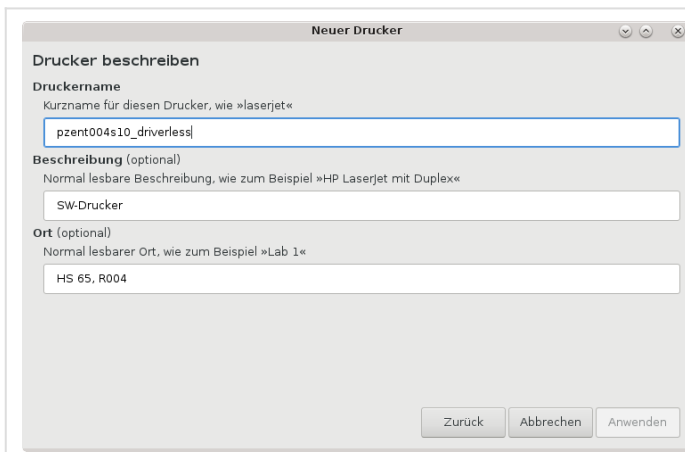 Neuer Drucker
Drucker beschreiben
Druckername
Kurzname für diesen Drucker, wie »laserjet«
pzent004s10_driverless
Beschreibung (optional)
Normal lesbare Beschreibung, wie zum Beispiel »HP LaserJet mit Duplex«
SW-Drucker
Ort (optional)
Normal lesbarer Ort, wie zum Beispiel »Lab 1«
HS 65, R004
Zurück Abbrechen Anwenden